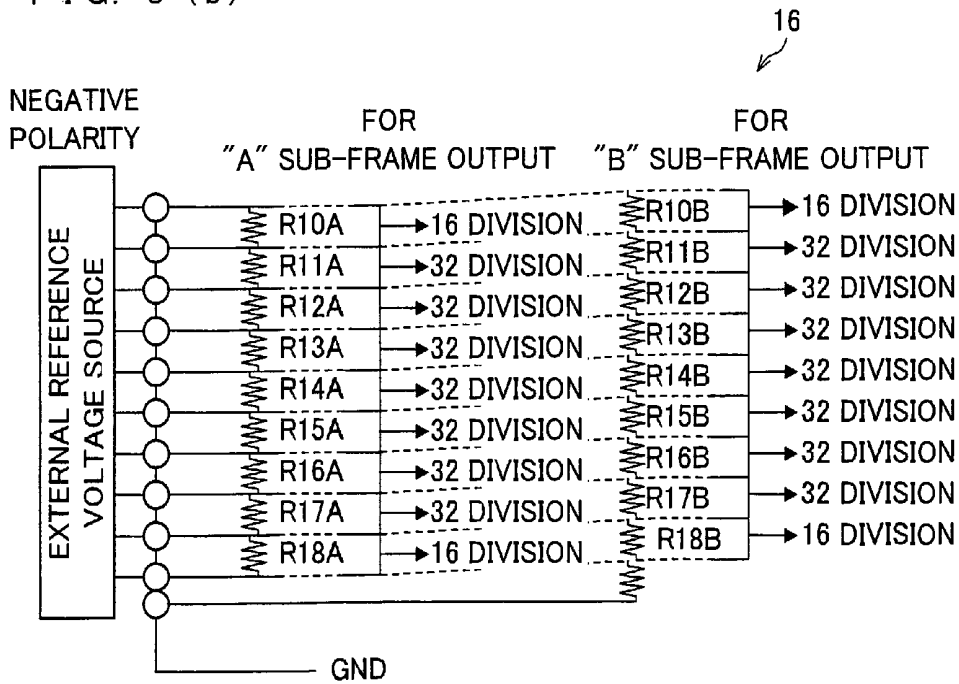 16
NEGATIVE
POLARITY
FOR
"A" SUB-FRAME OUTPUT
FOR
"B" SUB-FRAME OUTPUT
EXTERNAL REFERENCE
VOLTAGE SOURCE
R10A
16 DIVISION
R11A
32 DIVISION
R12A
32 DIVISION
R13A
32 DIVISION
R14A
32 DIVISION
R15A
32 DIVISION
R16A
32 DIVISION
R17A
32 DIVISION
R18A
16 DIVISION
R10B
16 DIVISION
R11B
32 DIVISION
R12B
32 DIVISION
R13B
32 DIVISION
R14B
32 DIVISION
R15B
32 DIVISION
R16B
32 DIVISION
R17B
32 DIVISION
R18B
16 DIVISION
GND